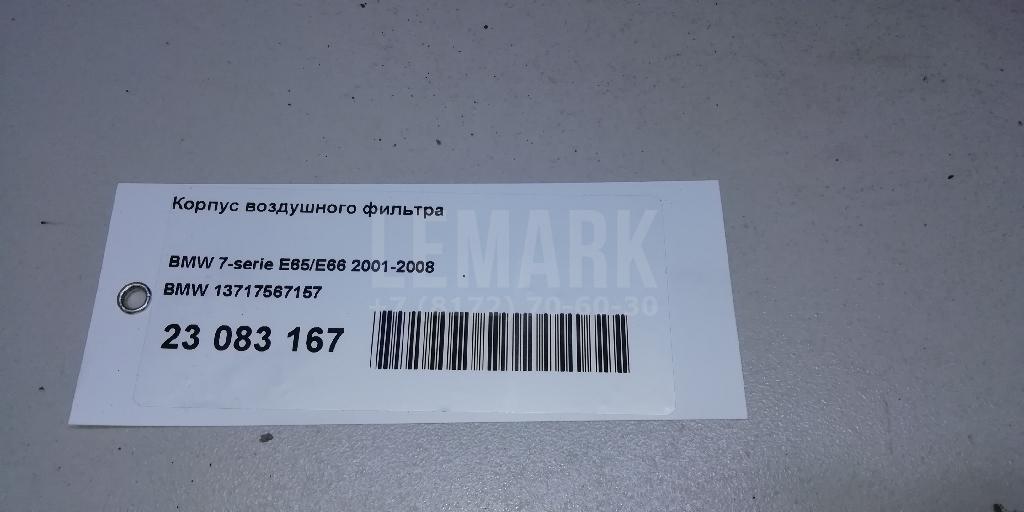 Корпус воздушного фильтра
LEMARK
BMW 7-serie E65/E66 2001-2008
BMW 13717567157
+7 (8172) 70-60-30
23 083 167